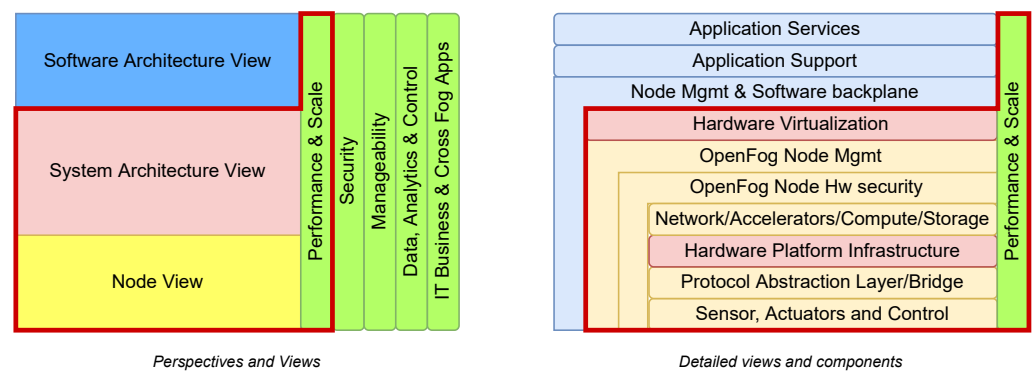 Software Architecture View
System Architecture View
Node View
Performance & Scale
Security
Manageability
Data, Analytics & Control
IT Business & Cross Fog Apps
Perspectives and Views
Application Services
Application Support
Node Mgmt & Software backplane
Hardware Virtualization
OpenFog Node Mgmt
OpenFog Node Hw security
Network/Accelerators/Compute/Storage
Hardware Platform Infrastructure
Protocol Abstraction Layer/Bridge
Sensor, Actuators and Control
Performance & Scale
Detailed views and components